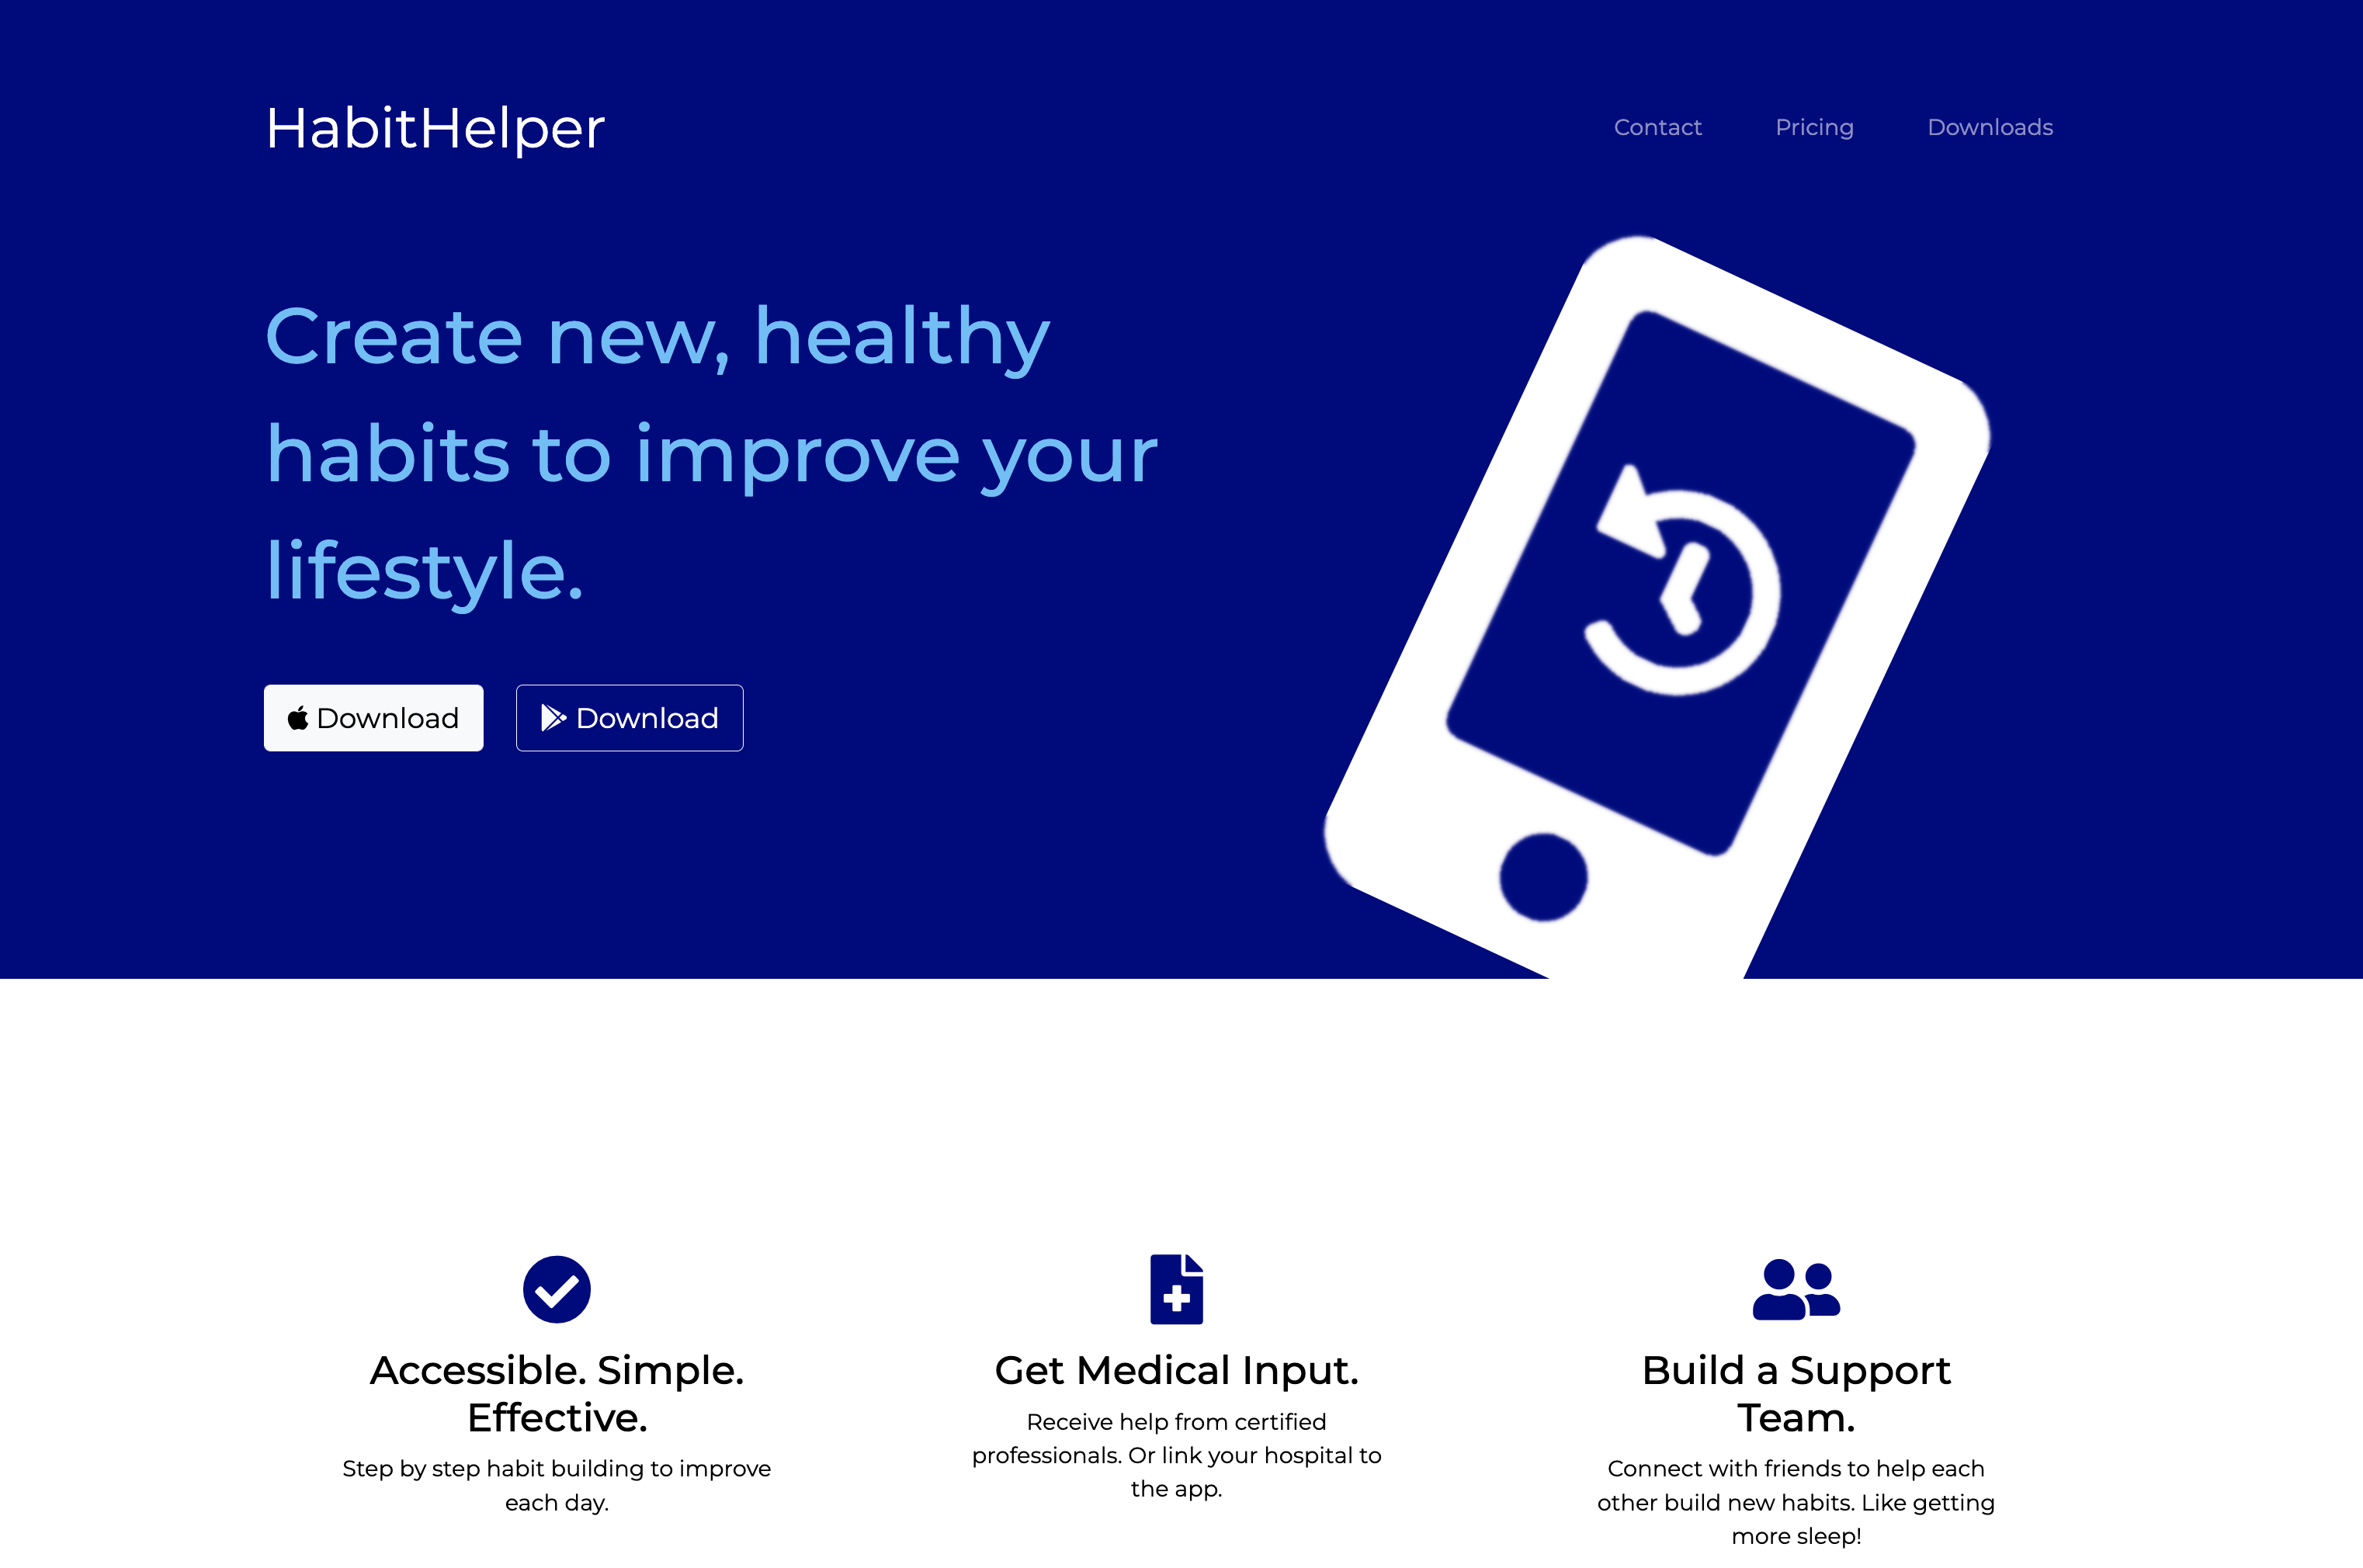 HabitHelper
Contact Pricing Downloads
Create new, healthy
habits to improve your
lifestyle.
Download Download
Accessible. Simple.
Effective.
Step by step habit building to improve
each day.
Get Medical Input.
Receive help from certified
professionals. Or link your hospital to
the app.
Build a Support
Team.
Connect with friends to help each
other build new habits. Like getting
more sleep!